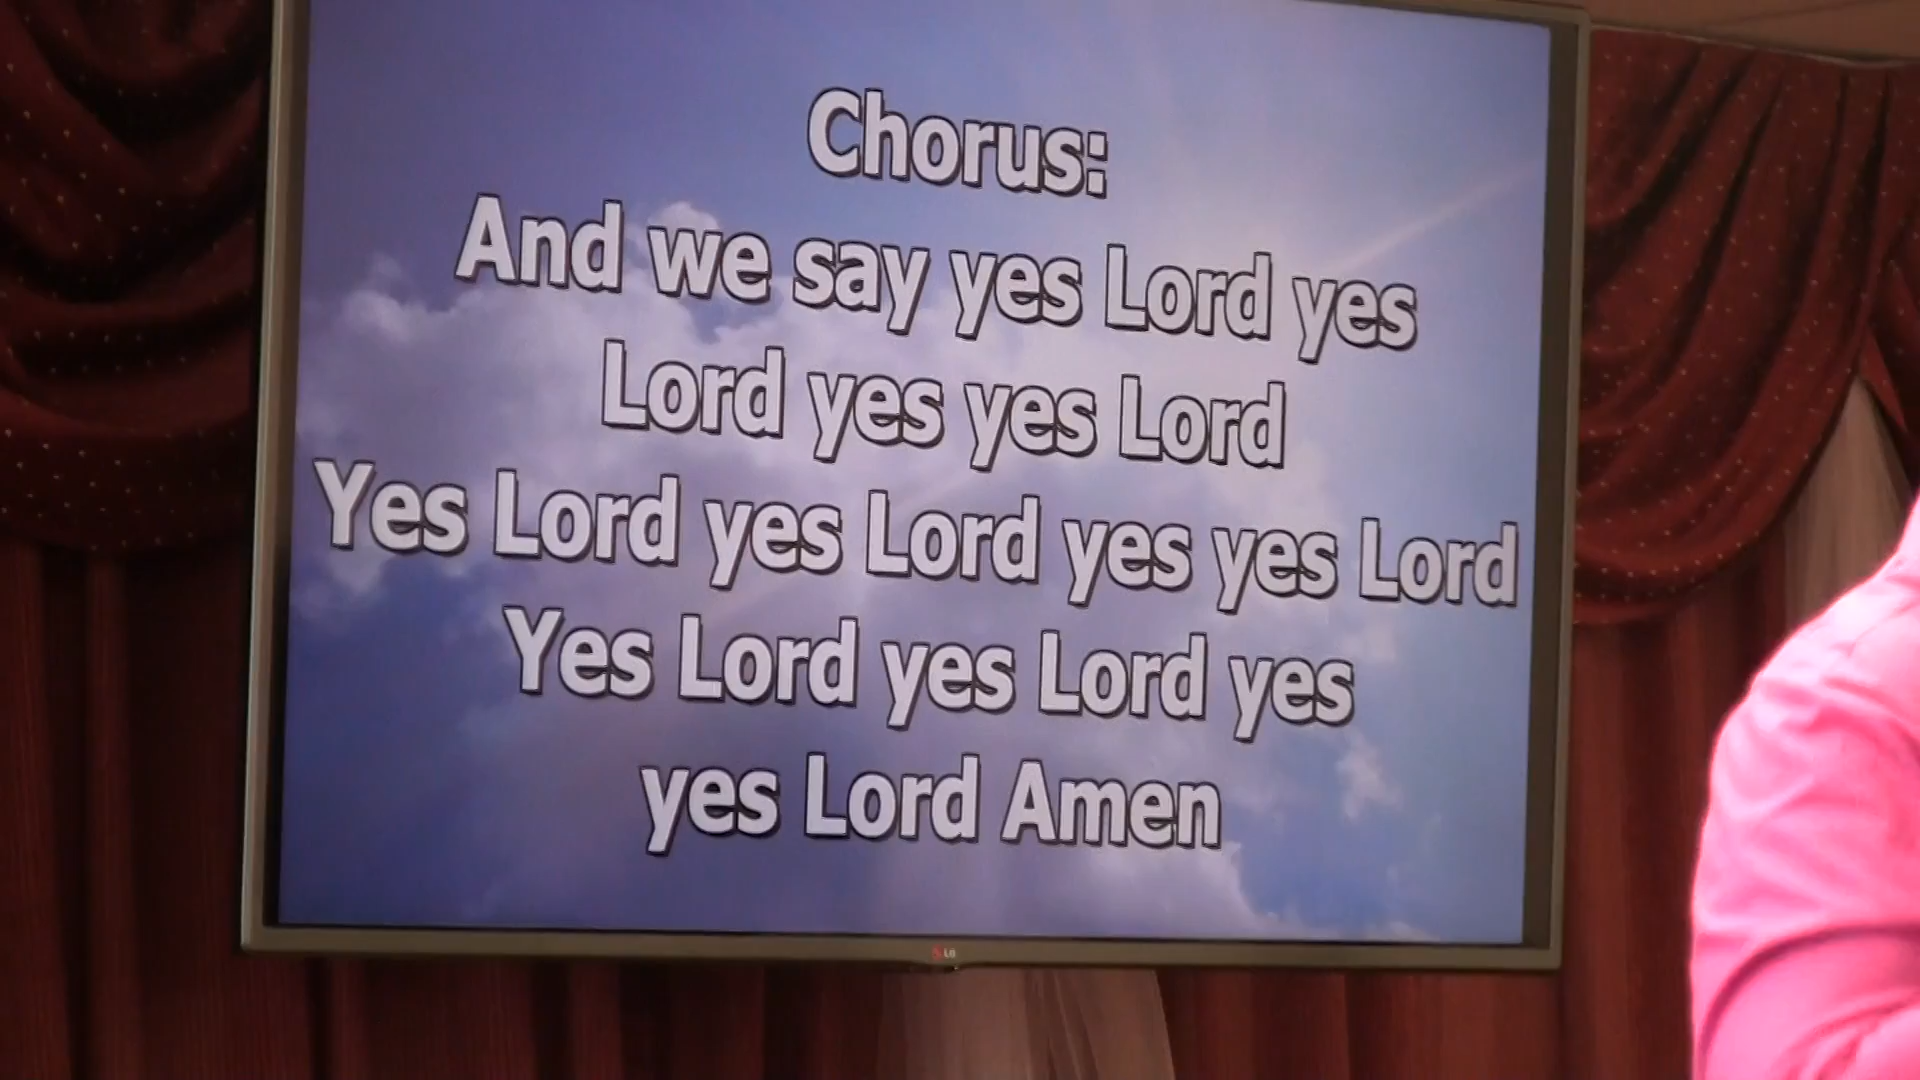 Chorus:
And we say yes Lord yes
Lord yes yes Lord
Yes Lord yes Lord yes yes Lord
Yes Lord yes Lord yes
yes Lord Amen
LG